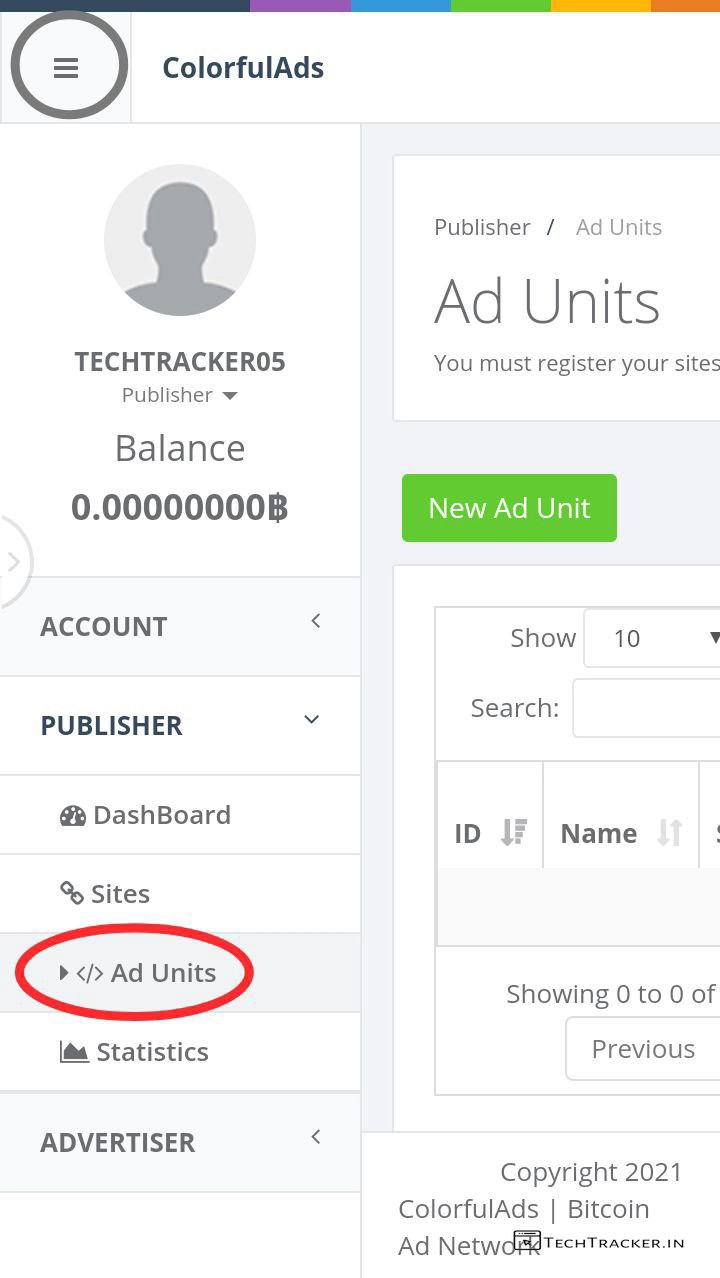 ColorfulAds
TECHTRACKER05
Publisher
Balance
0.00000000฿
ACCOUNT
PUBLISHER
DashBoard
Sites
</> Ad Units
Statistics
ADVERTISER
Publisher / Ad Units
Ad Units
You must register your sites
New Ad Unit
Show 10
Search:
ID Name
Showing 0 to 0 of
Previous
Copyright 2021
ColorfulAds | Bitcoin
Ad Network
TECHTRACKER.IN